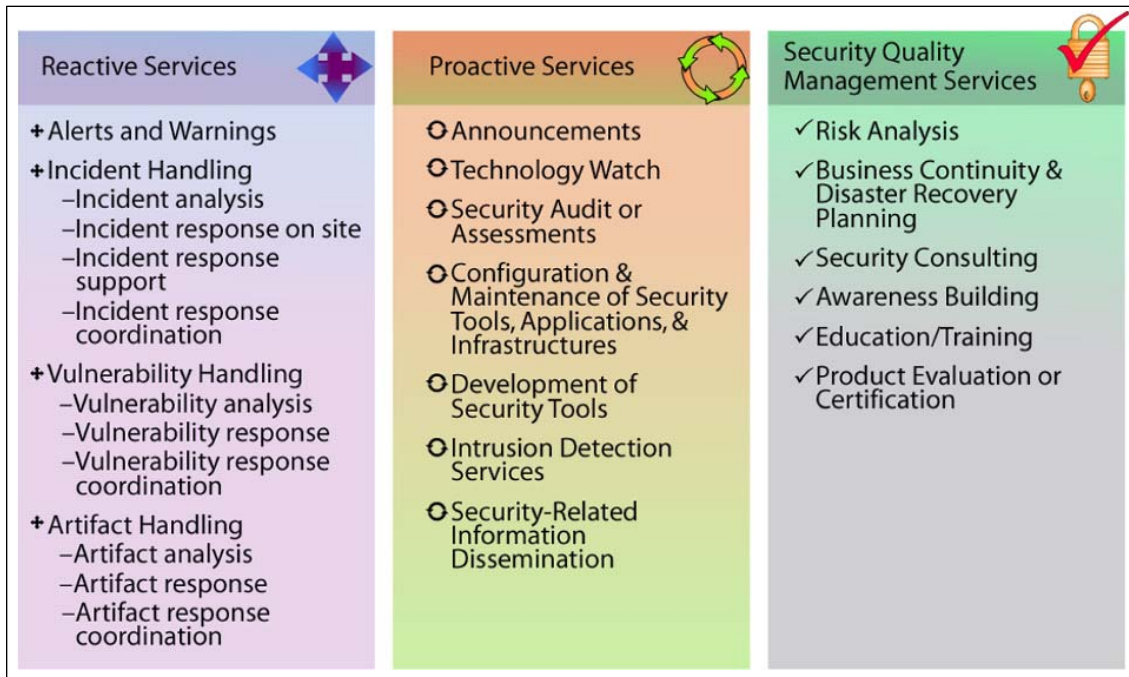 Reactive Services
+Alerts and Warnings
+Incident Handling
–Incident analysis
–Incident response on site
–Incident response
support
–Incident response
coordination
+Vulnerability Handling
–Vulnerability analysis
–Vulnerability response
–Vulnerability response
coordination
+Artifact Handling
–Artifact analysis
–Artifact response
–Artifact response
coordination
Proactive Services
Announcements
Technology Watch
Security Audit or
Assessments
Configuration &
Maintenance of Security
Tools, Applications, &
Infrastructures
Development of
Security Tools
Intrusion Detection
Services
Security-Related
Information
Dissemination
Security Quality
Management Services
✓Risk Analysis
✓Business Continuity &
Disaster Recovery
Planning
✓Security Consulting
✓Awareness Building
✓Education/Training
✓Product Evaluation or
Certification